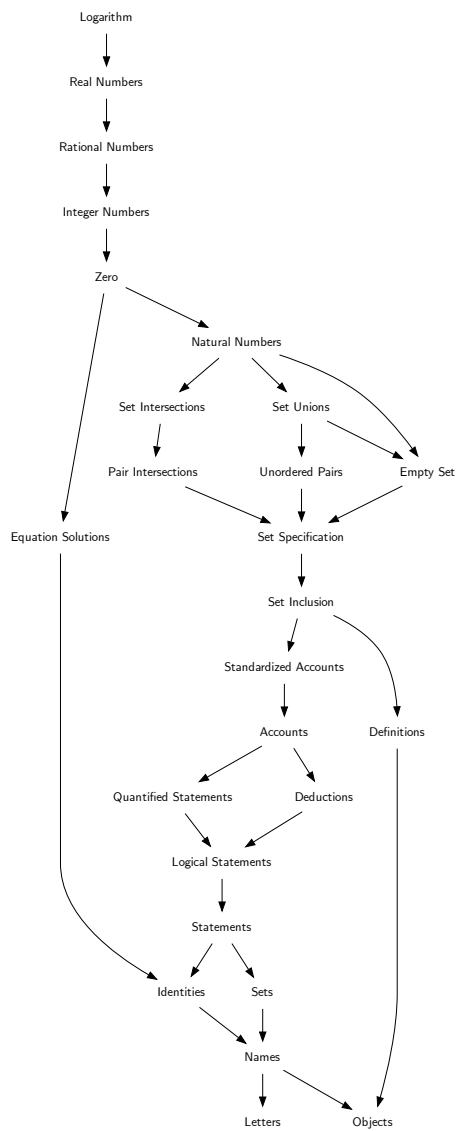 Logarithm
Real Numbers
Rational Numbers
Integer Numbers
Zero
Natural Numbers
Set Intersections
Set Unions
Pair Intersections
Unordered Pairs
Empty Set
Equation Solutions
Set Specification
Set Inclusion
Standardized Accounts
Accounts
Definitions
Quantified Statements
Deductions
Logical Statements
Statements
Identities
Sets
Names
Letters
Objects